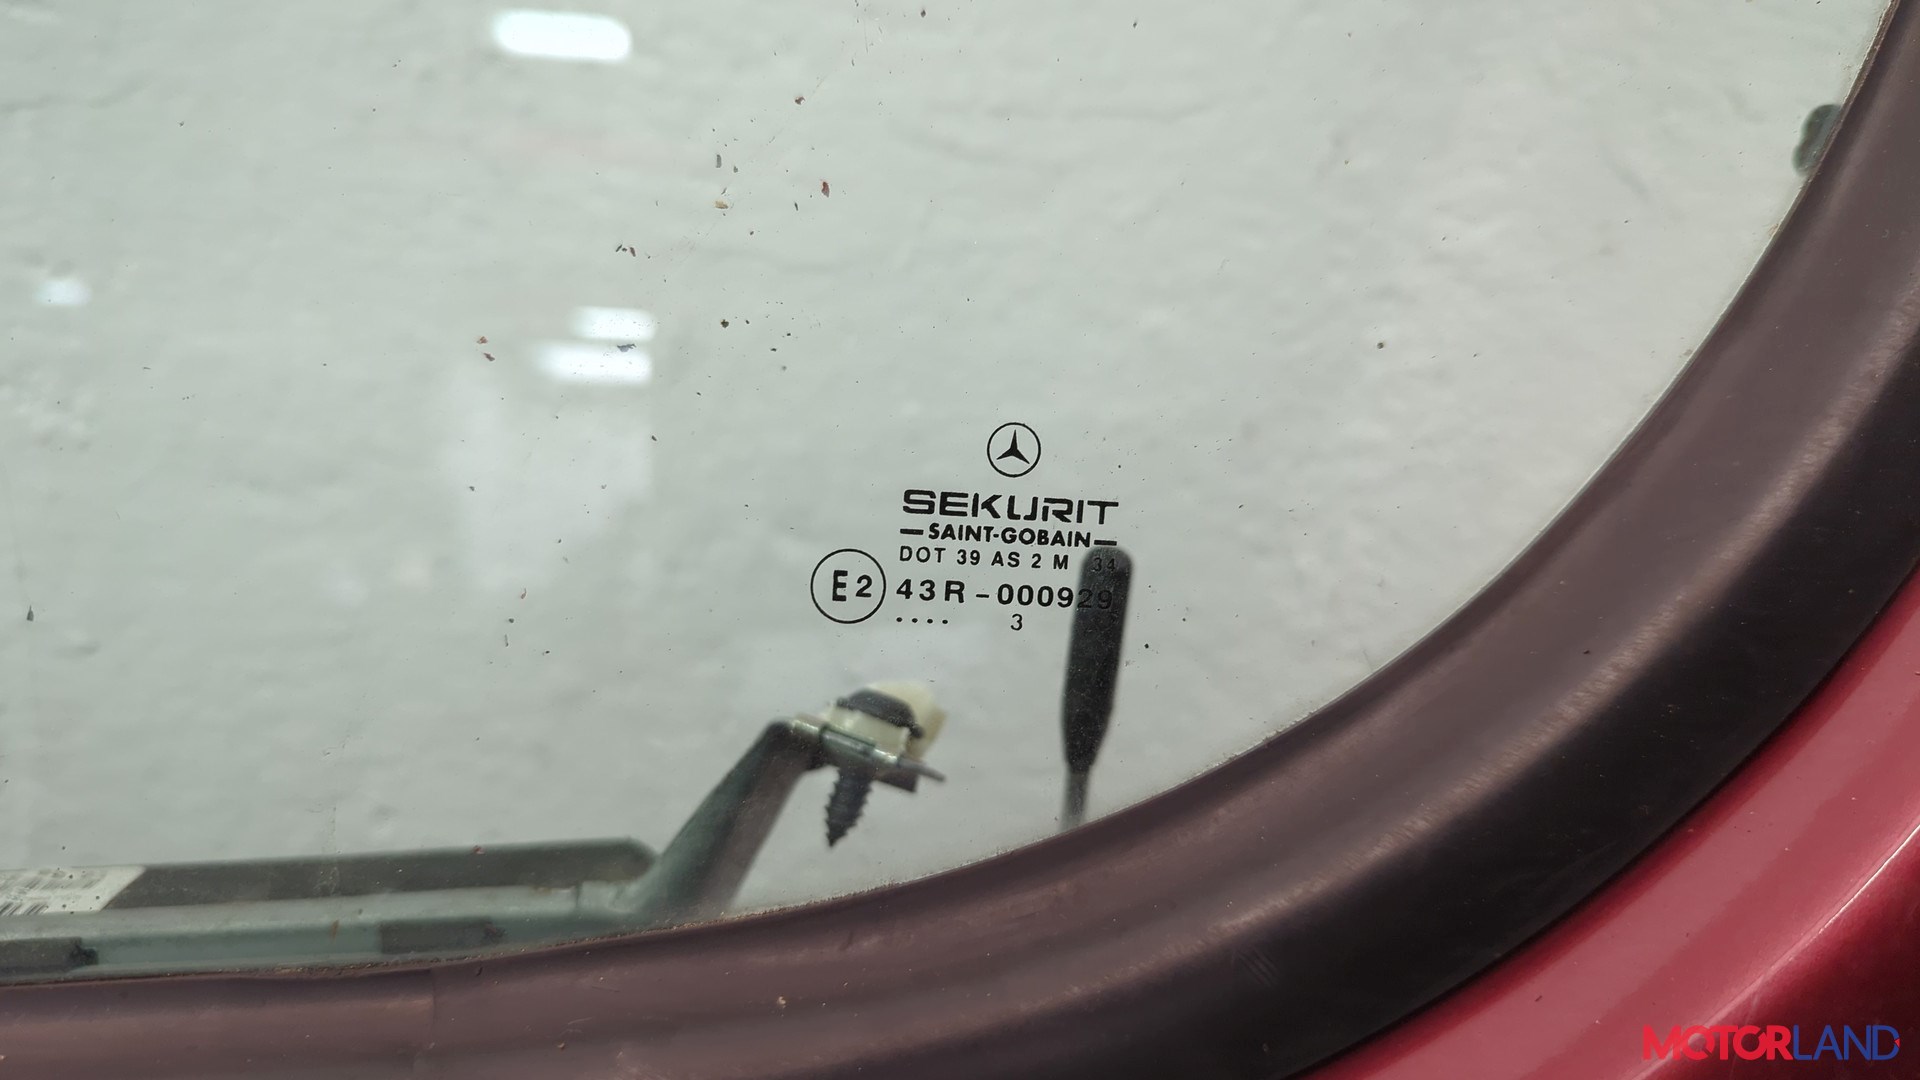 SEKURIT
SAINT-GOBAIN
DOT 39 AS 2 M 34
E2 43R-000929
.... 3
MOTORLAND